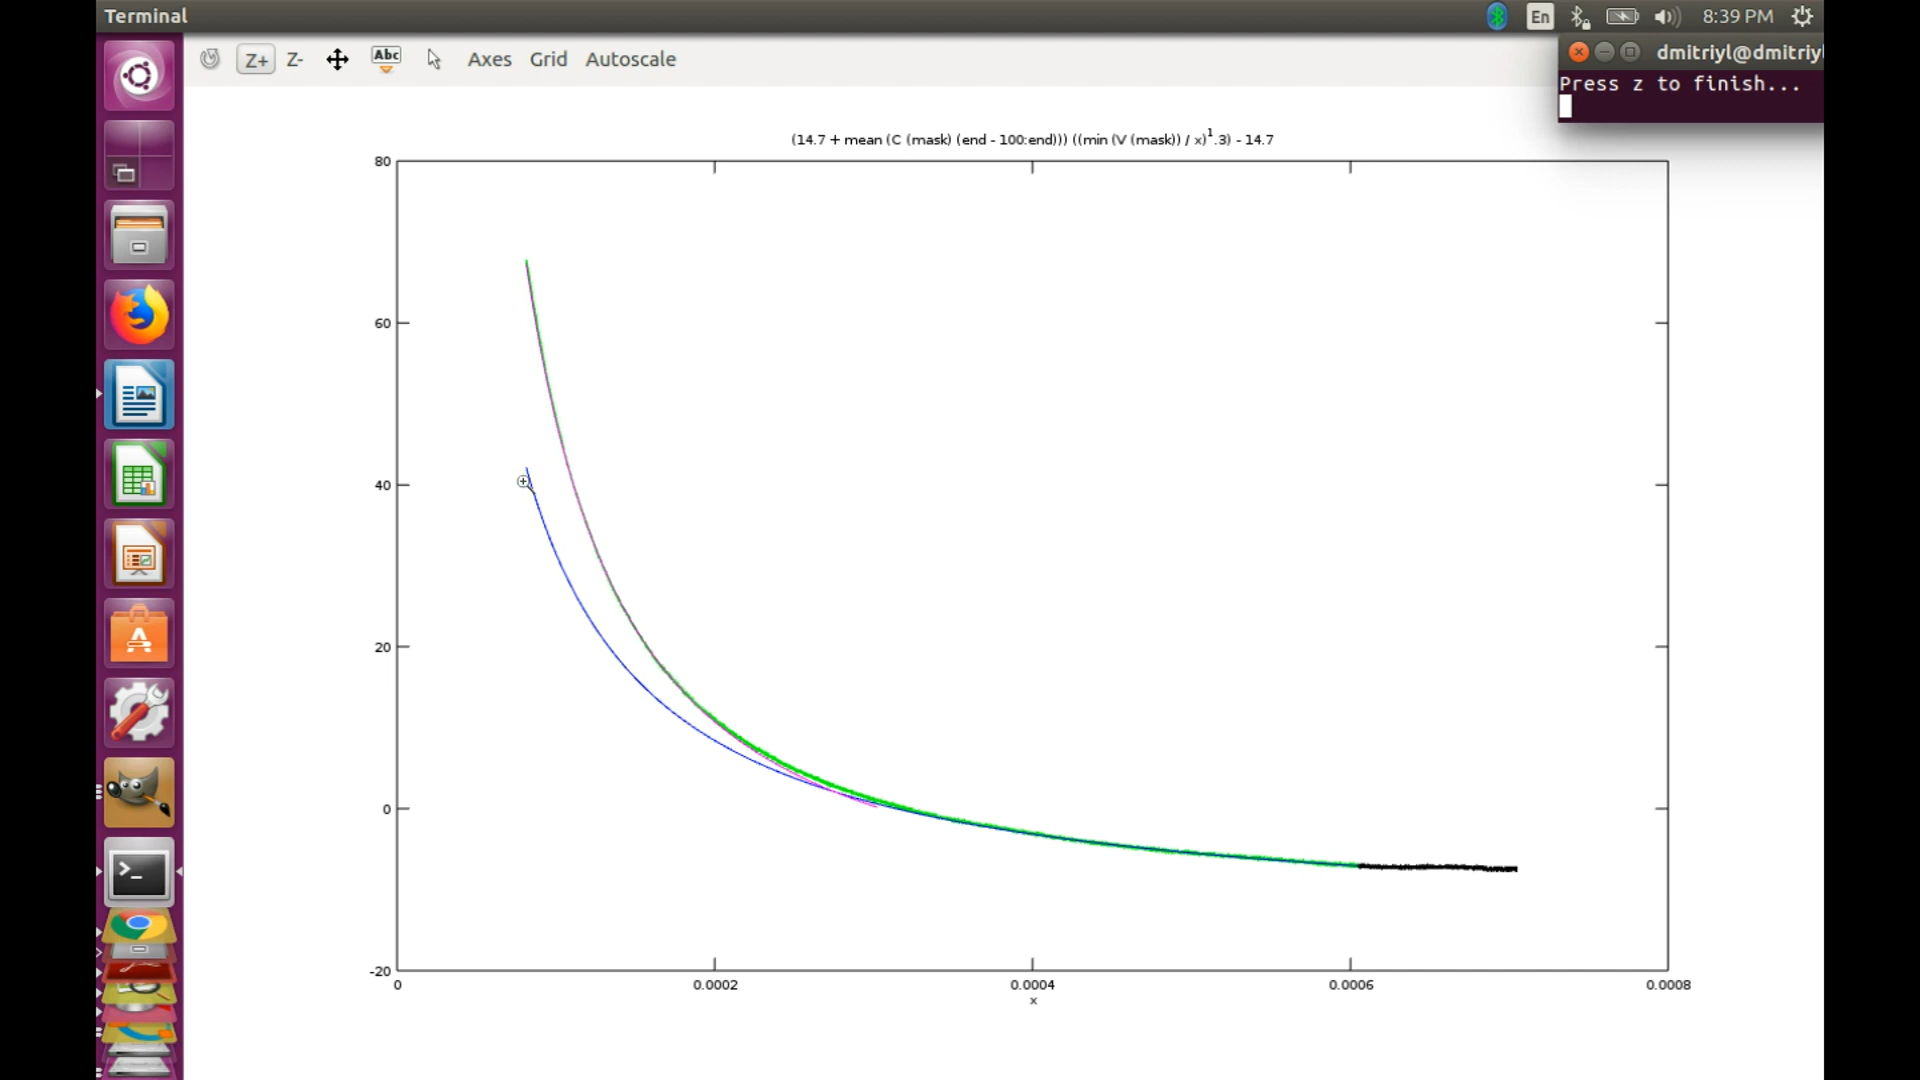 Terminal
En
8:39 PM
Z+ Z- Abc Axes Grid Autoscale
dmitriyl@dmitriyl
Press z to finish...
(14.7 + mean (C (mask) (end - 100:end))) ((min (V (mask)) / x)^1.3) - 14.7
80
60
40
20
0
-20
0 0.0002 0.0004 0.0006 0.0008
x